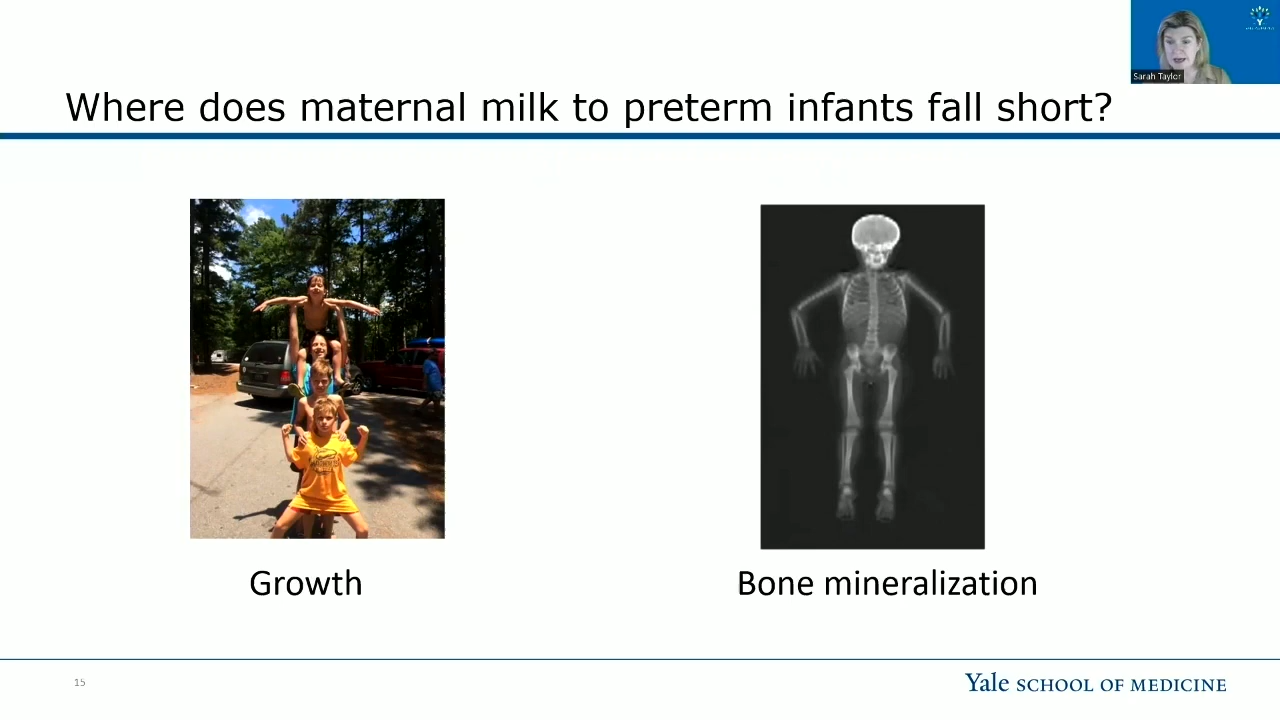 Sarah Taylor
Where does maternal milk to preterm infants fall short?
Growth
Bone mineralization
15
Yale SCHOOL OF MEDICINE